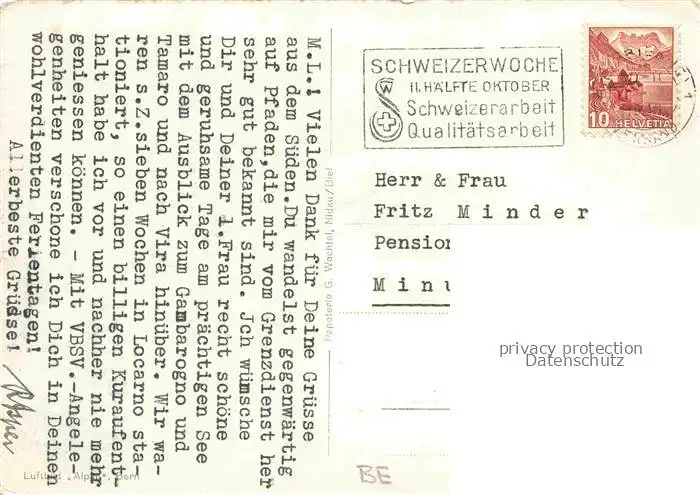 M.L.! Vielen Dank für Deine Grüsse
aus dem Süden.Du wandelst gegenwärtig
auf Pfaden,die mir vom Grenzdienst her
sehr gut bekannt sind. Ich wünsche
Dir und Deiner l.Frau recht schöne
und geruhsame Tage am prächtigen See
mit dem Ausblick zum Gambarogno und
Tamaro und nach Vira hinüber. Wir wa-
ren s.Z.sieben Wochen in Locarno sta-
tioniert, so einen billigen Kuraufent-
halt habe ich vor und nachher nie mehr
geniessen können. - Mit VBSV.-Angele-
genheiten verschone ich Dich in Deinen
wohlverdienten Ferientagen!
Allerbeste Grüsse!
Luftbild „Alpar“, Bern
G. Wachtel,
SCHWEIZERWOCHE
II. HÄLFTE OKTOBER
Schweizerarbeit
Qualitätsarbeit
10 HELVETIA
Herr & Frau
Fritz Minder
Pension
Minu
privacy protection
Datenschutz
BE